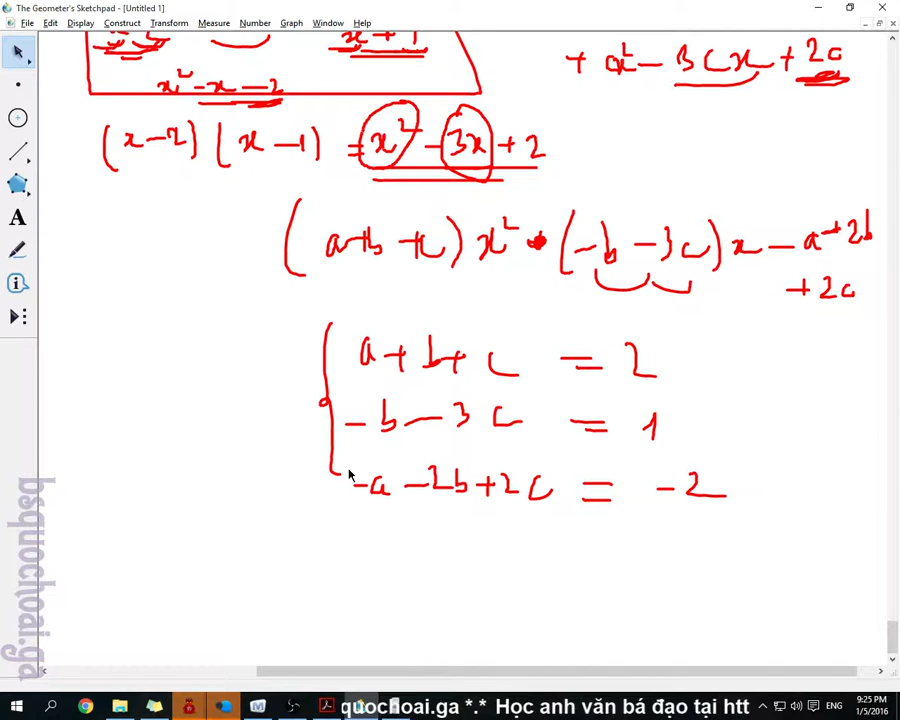 The Geometer's Sketchpad - [Untitled 1]
File Edit Display Construct Transform Measure Number Graph Window Help
x + 1
+ cx² - 3cx + 2c
x² - x - 2
(x - 2) (x - 1) = x² - 3x + 2
(a + b + c) x² + (-b - 3c) x - a + 2b
+ 2c
a + b + c = 2
- b - 3c = 1
-a - 2b + 2c = -2
bsquochoai.ga
quochoai.ga *.* Học anh văn bá đạo tại htt
ENG
9:25 PM
1/5/2016